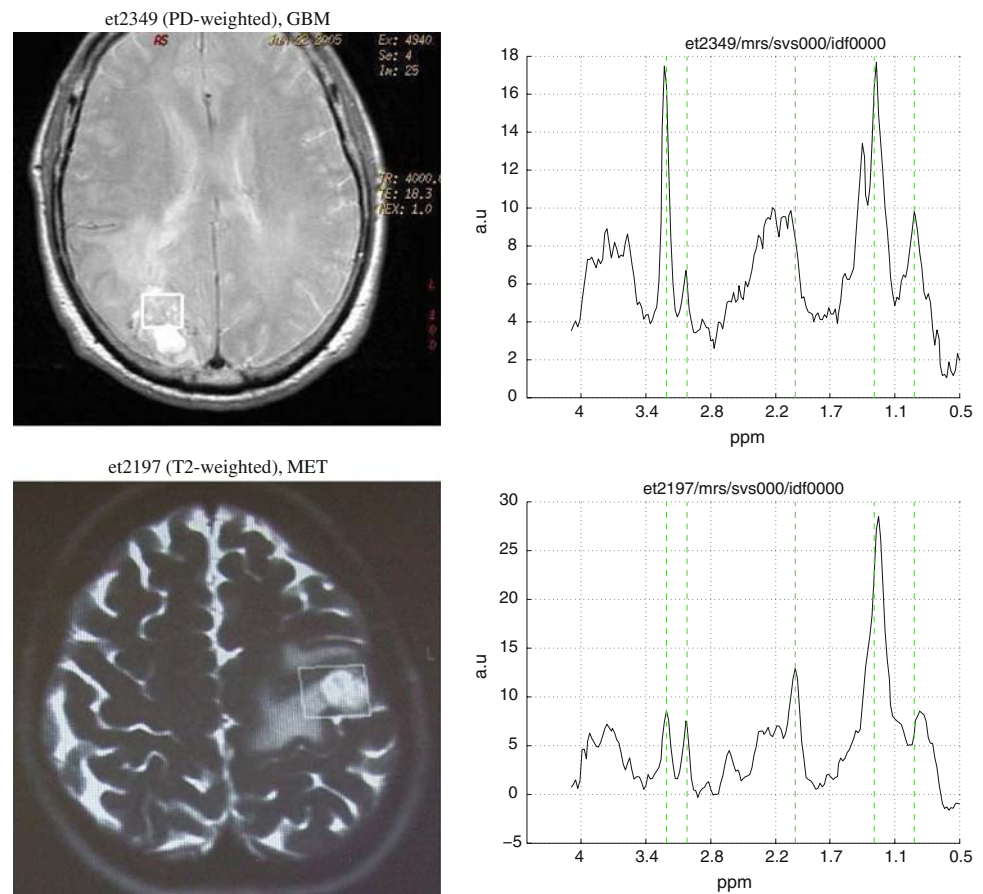 et2349 (PD-weighted), GBM
AS
Jun 22 2005
Ex: 4940
Se: 4
Im: 25
TR: 4000.
TE: 18.3
NEX: 1.0
L
et2349/mrs/svs000/idf0000
a.u
18
16
14
12
10
8
6
4
2
0
4 3.4 2.8 2.2 1.7 1.1 0.5
ppm
et2197 (T2-weighted), MET
L
et2197/mrs/svs000/idf0000
a.u
30
25
20
15
10
5
0
−5
4 3.4 2.8 2.2 1.7 1.1 0.5
ppm